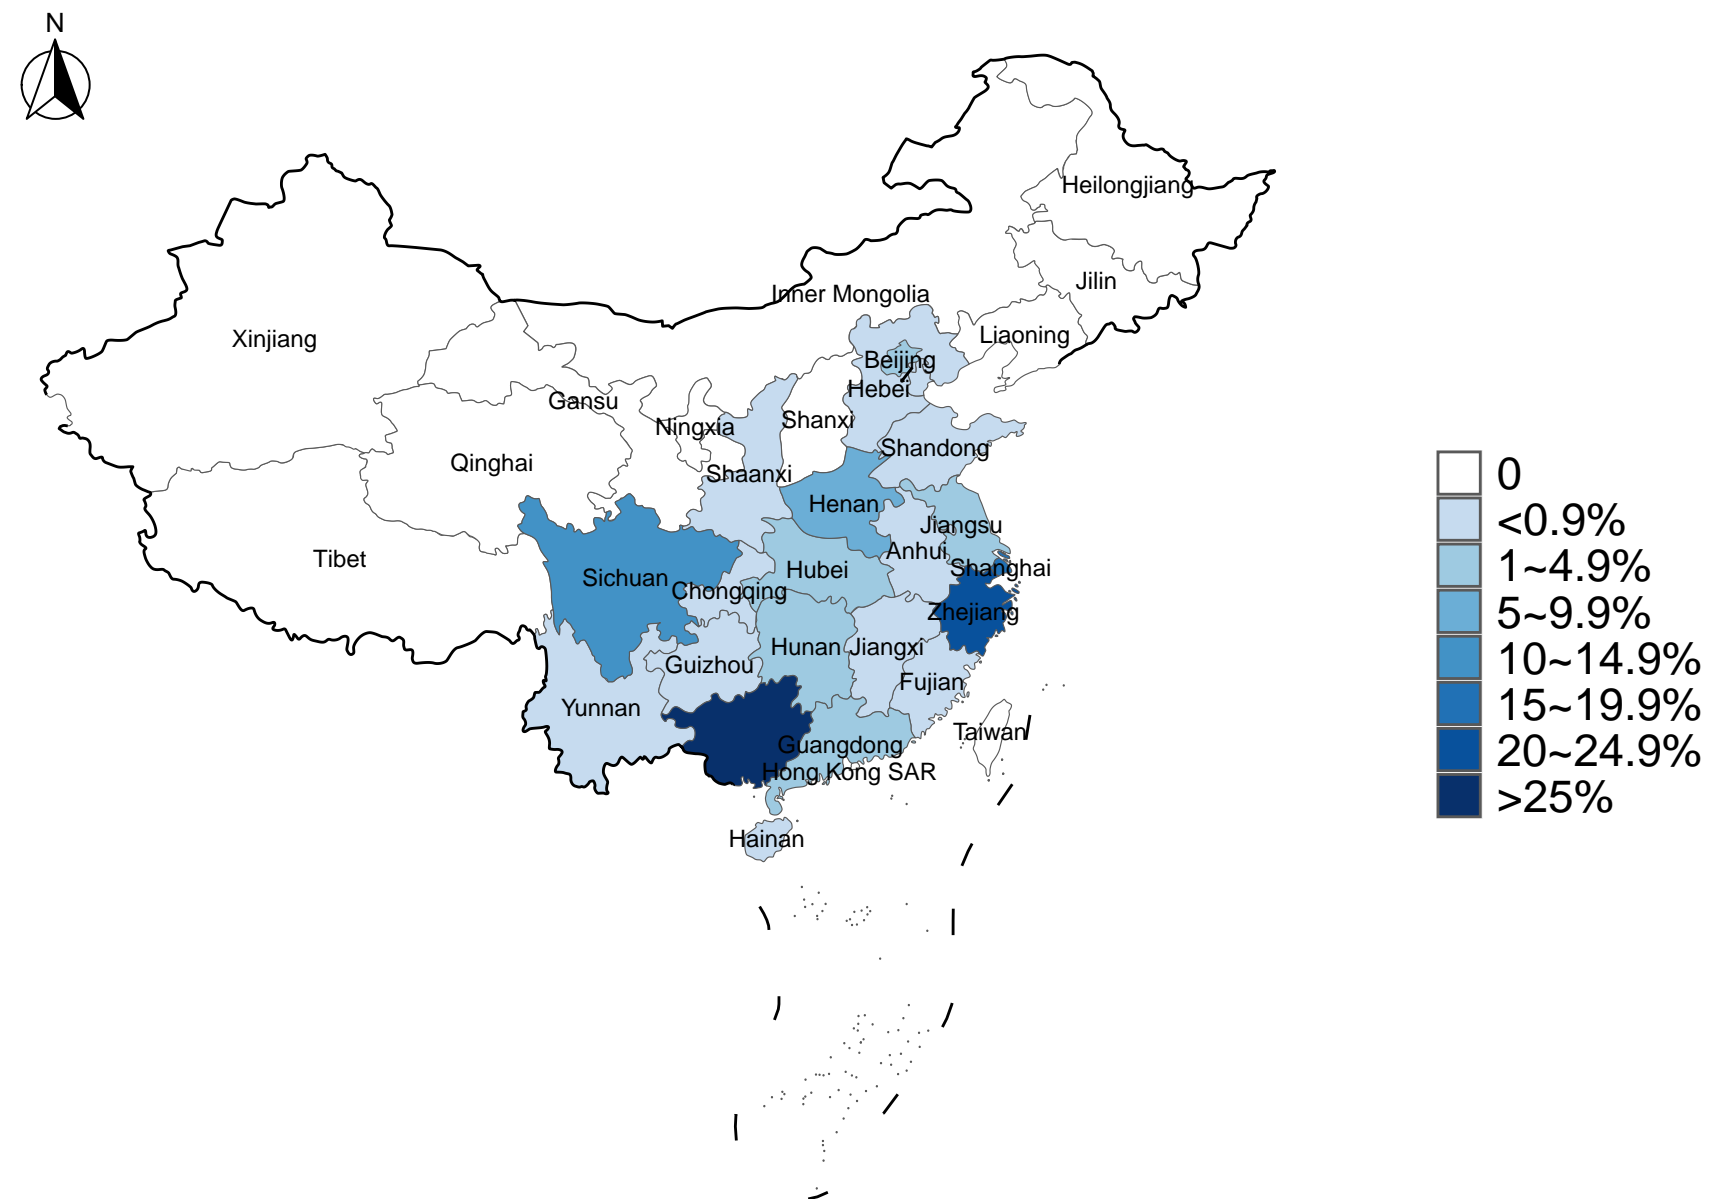 N
Heilongjiang
Jilin
Inner Mongolia
Liaoning
Xinjiang
Beijing
Hebei
Gansu
Shanxi
Ningxia
Shandong
Qinghai
Shaanxi
Henan
Jiangsu
Anhui
Tibet
Shanghai
Hubei
Sichuan
Chongqing
Zhejiang
Hunan
Jiangxi
Guizhou
Fujian
Yunnan
Taiwan
Guangdong
Hong Kong SAR
Hainan
0
<0.9%
1~4.9%
5~9.9%
10~14.9%
15~19.9%
20~24.9%
>25%